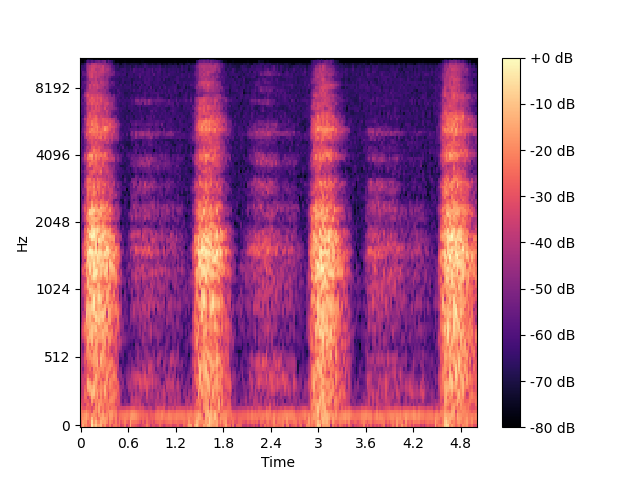 +0 dB
8192
-10 dB
4096
-20 dB
-30 dB
2048
-40 dB
Hz
1024
-50 dB
512
-60 dB
-70 dB
0
-80 dB
0 0.6 1.2 1.8 2.4 3 3.6 4.2 4.8
Time